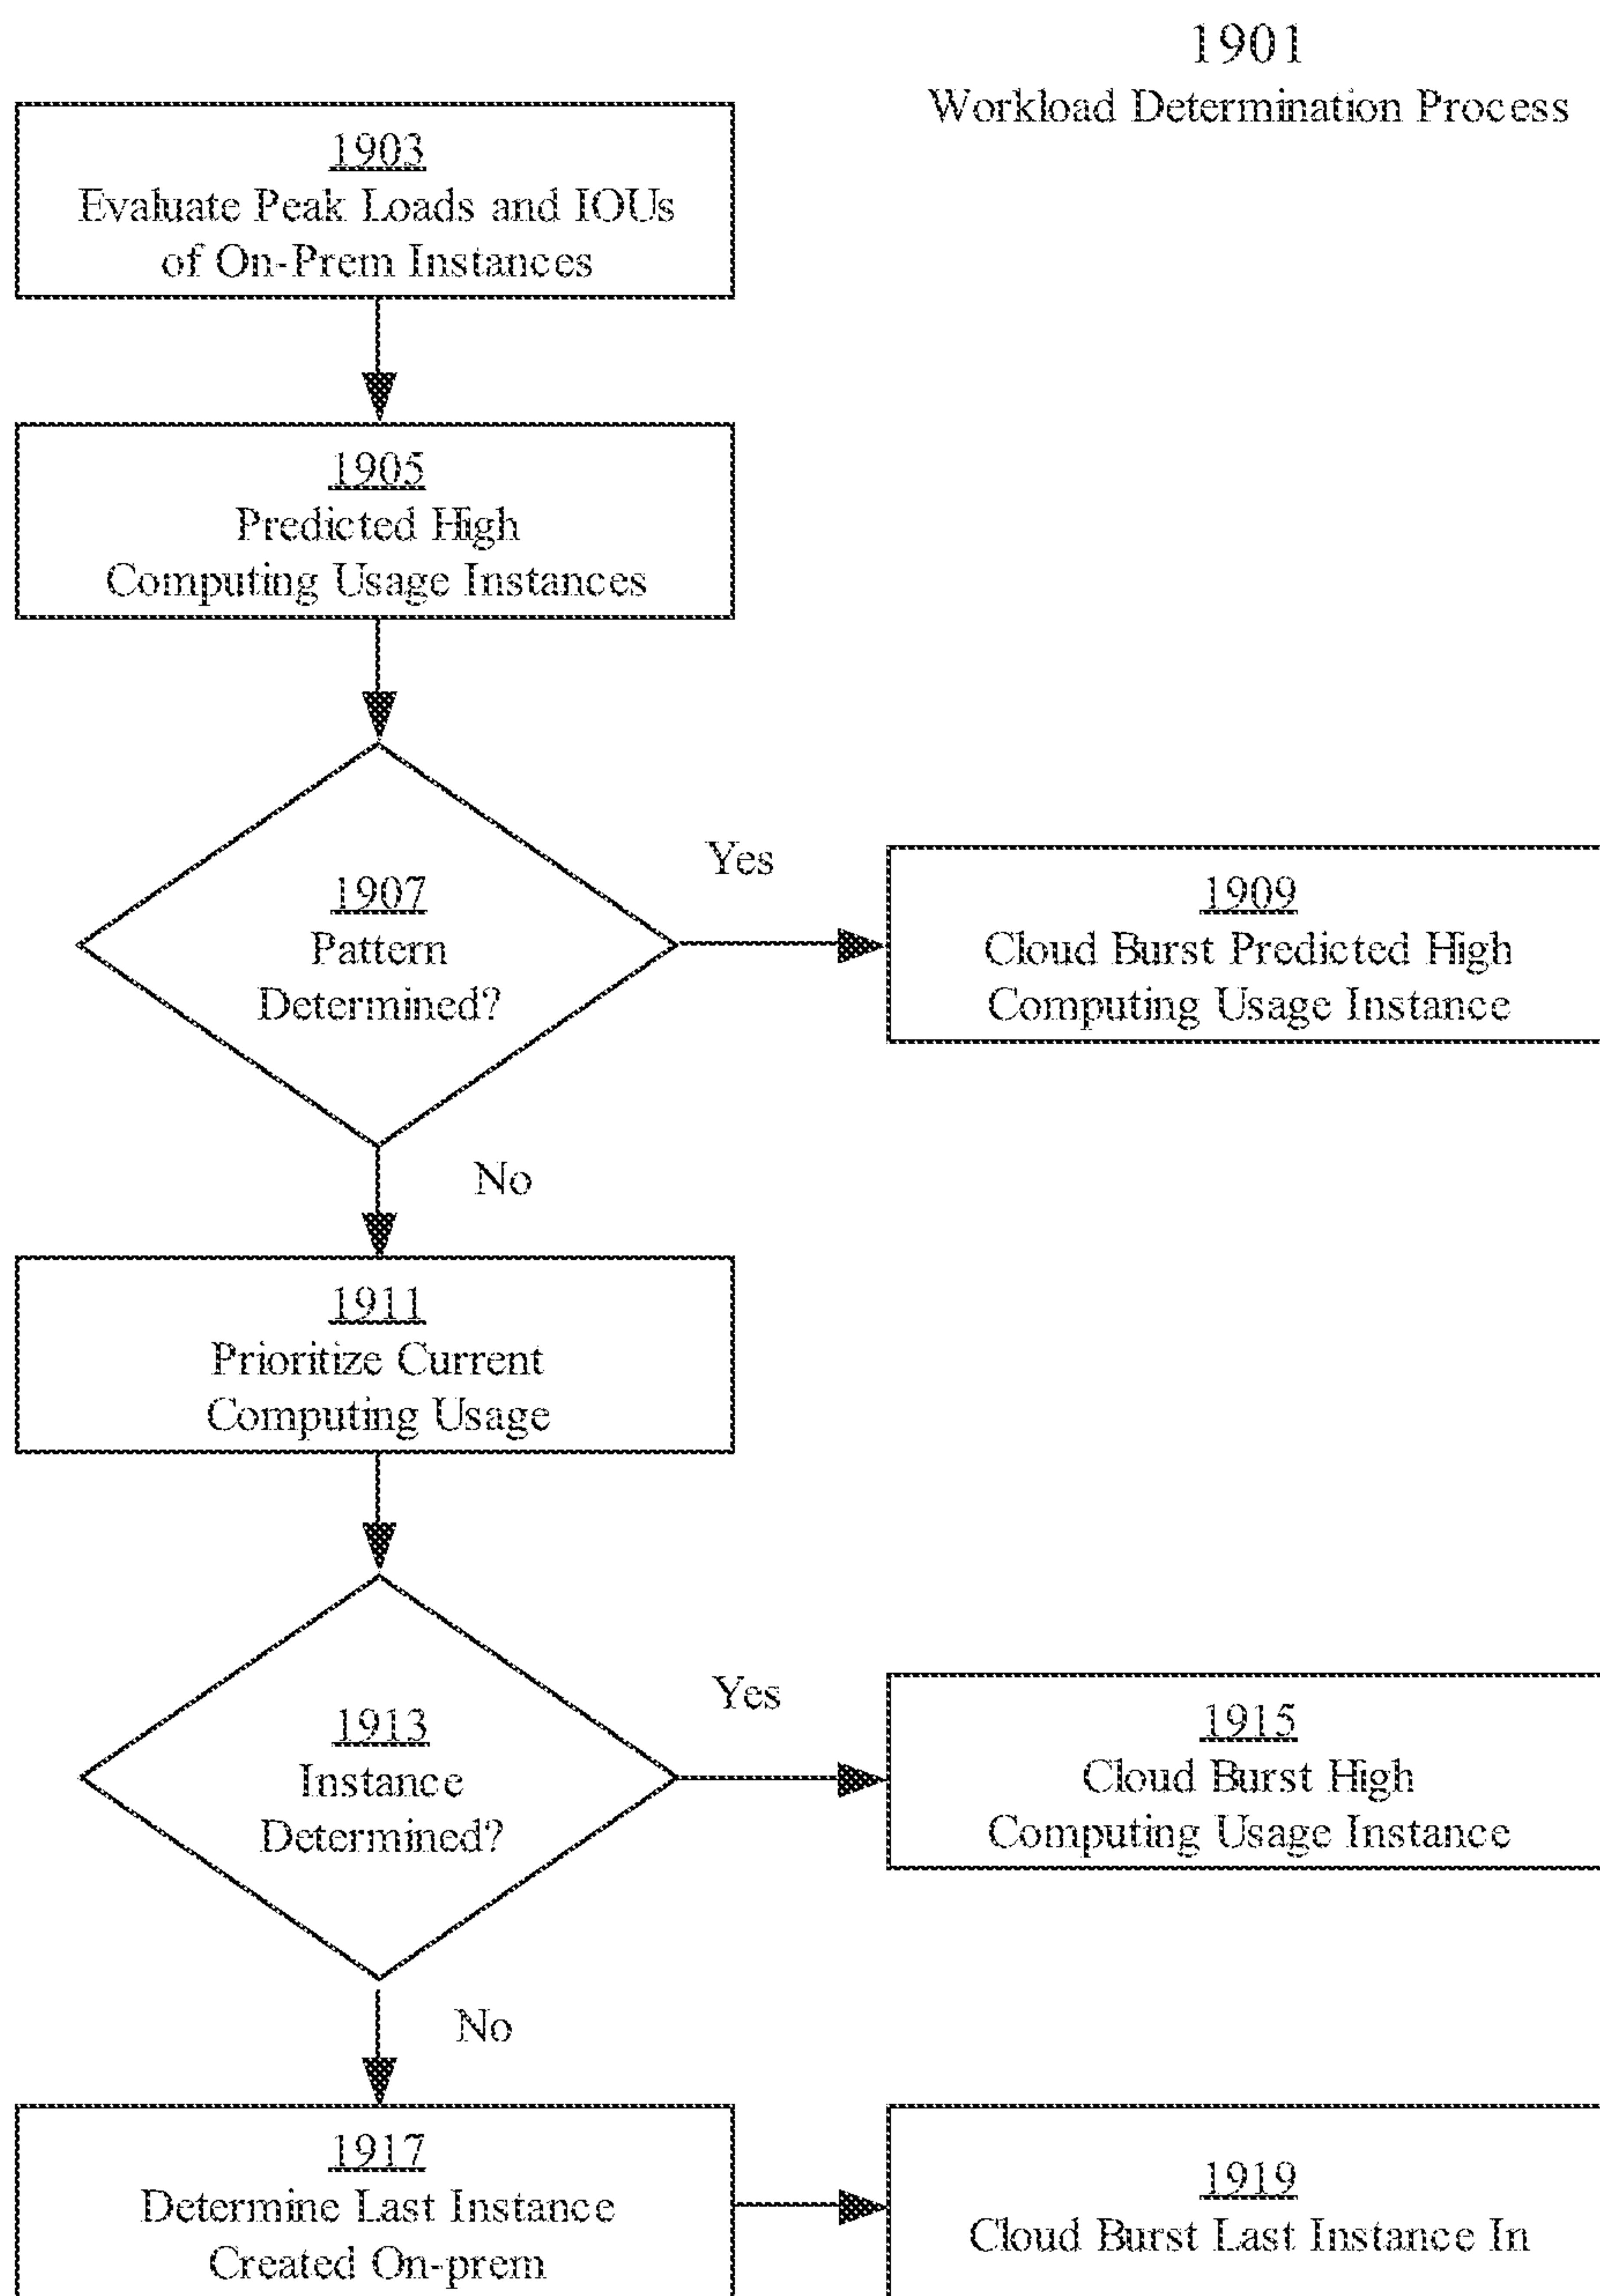 1901
Workload Determination Process
1903
Evaluate Peak Loads and IOUs
of On-Prem Instances
1905
Predicted High
Computing Usage Instances
1907
Pattern
Determined?
Yes
1909
Cloud Burst Predicted High
Computing Usage Instance
No
1911
Prioritize Current
Computing Usage
1913
Instance
Determined?
Yes
1915
Cloud Burst High
Computing Usage Instance
No
1917
Determine Last Instance
Created On-prem
1919
Cloud Burst Last Instance In